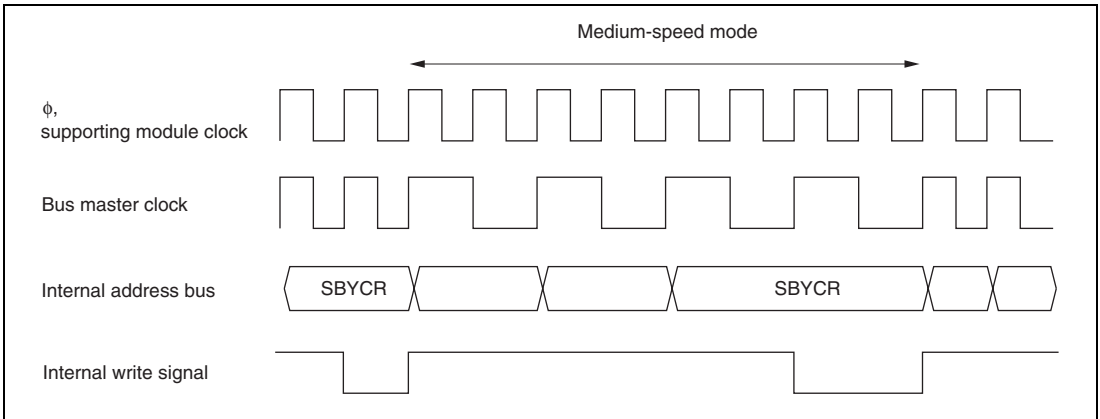 Medium-speed mode
ϕ,
supporting module clock
Bus master clock
Internal address bus
SBYCR
SBYCR
Internal write signal